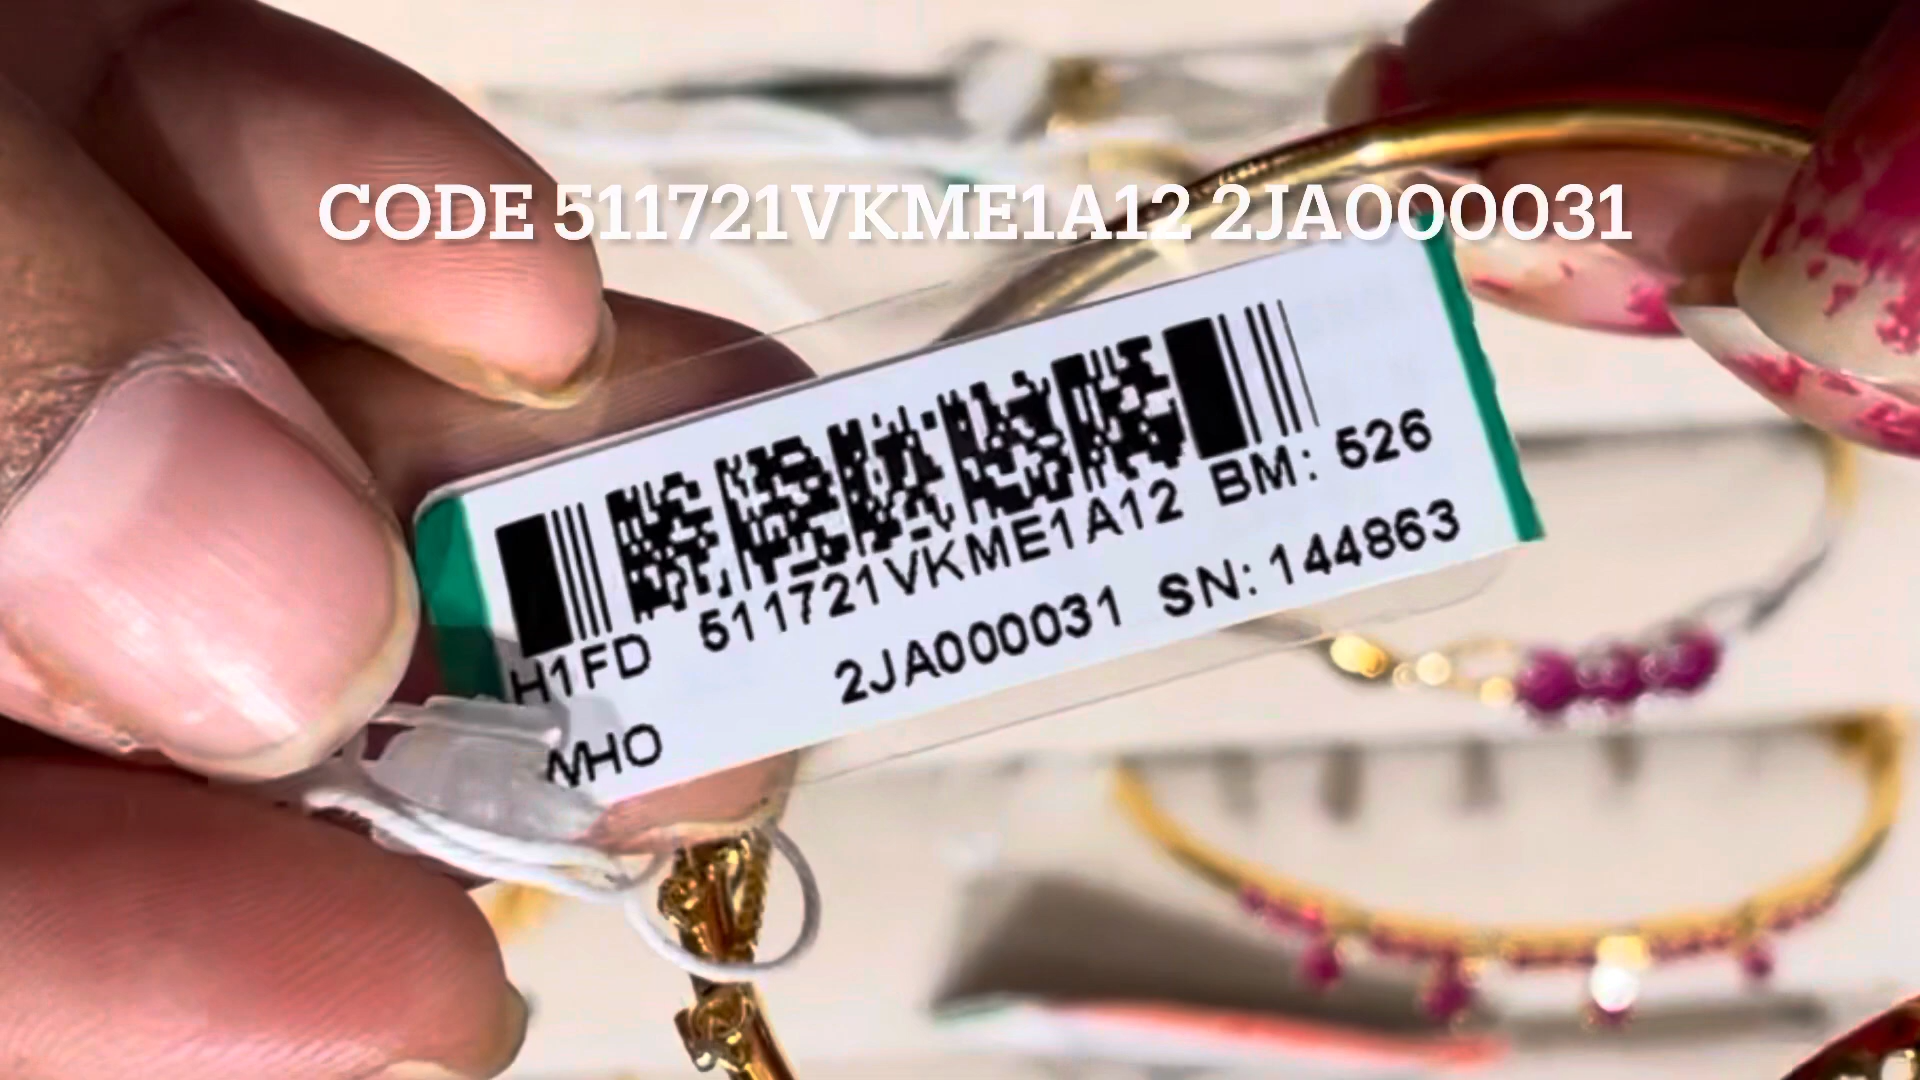 CODE 511721VKME1A12 2JA000031
H1FD 511721VKME1A12 BM: 526
2JA000031 SN: 144863
WHO